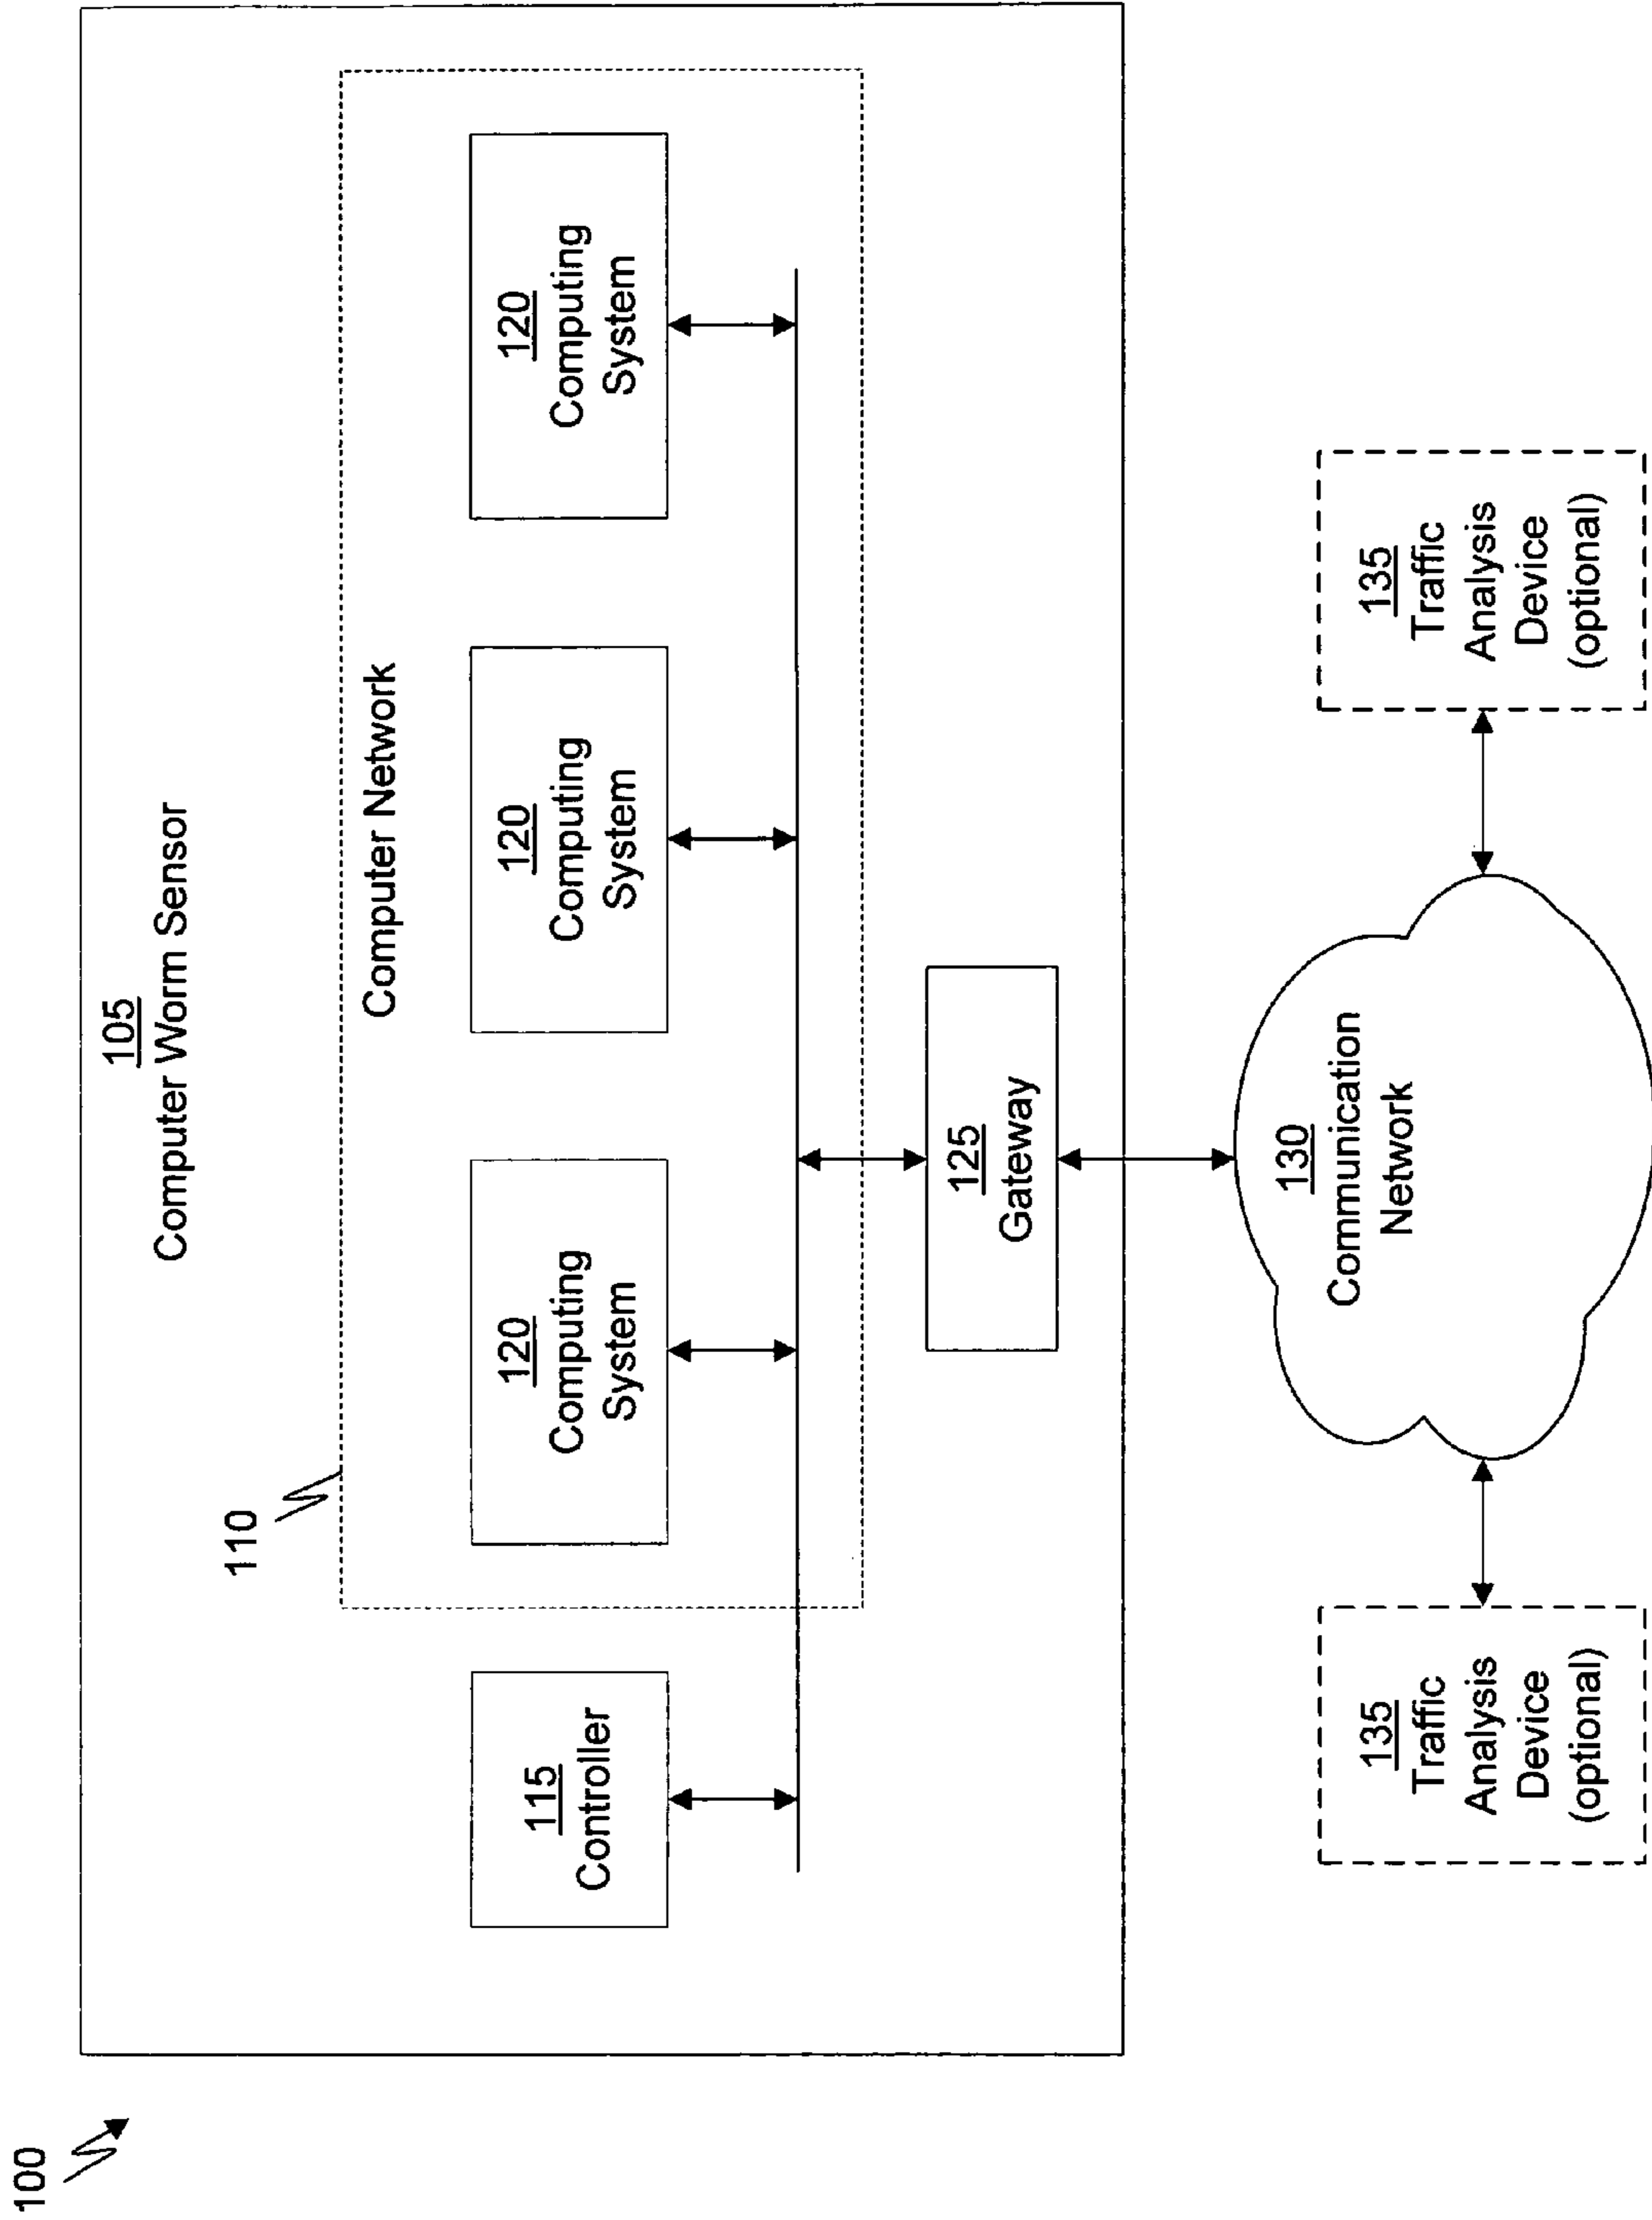 100
105
Computer Worm Sensor
110
Computer Network
115
Controller
120
Computing
System
120
Computing
System
120
Computing
System
125
Gateway
130
Communication
Network
135
Traffic
Analysis
Device
(optional)
135
Traffic
Analysis
Device
(optional)